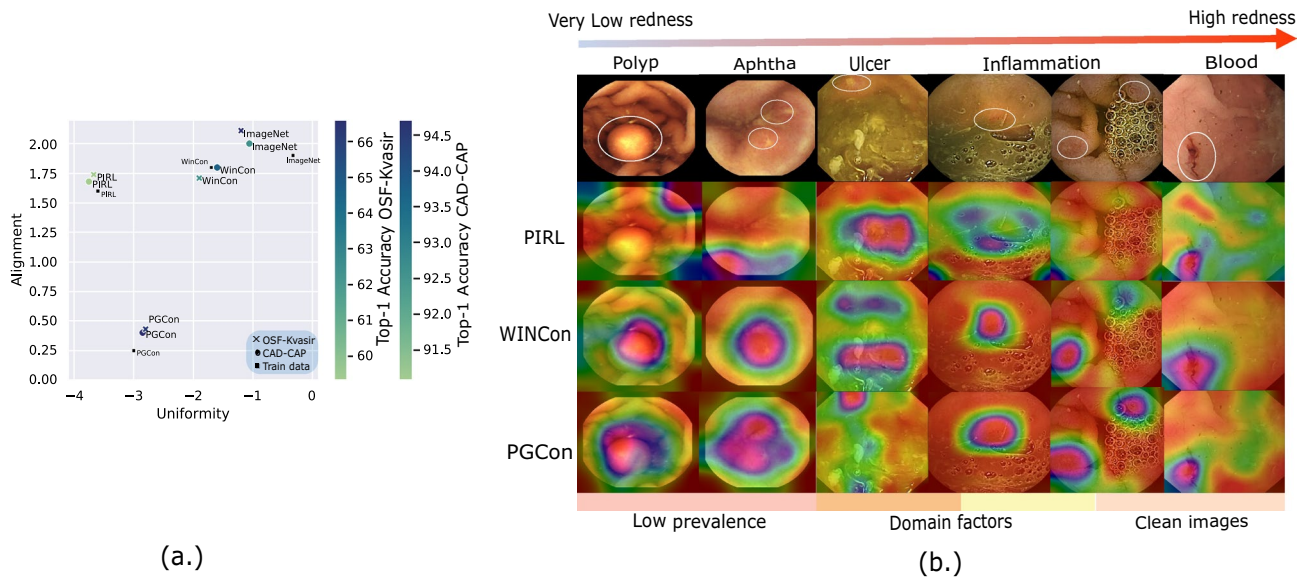 Very Low redness
High redness
Polyp
Aphtha
Ulcer
Inflammation
Blood
PIRL
WINCon
PGCon
Low prevalence
Domain factors
Clean images
(b.)
2.00
1.75
1.50
1.25
1.00
0.75
0.50
0.25
0.00
Alignment
−4
−3
−2
−1
0
Uniformity
ImageNet
ImageNet
ImageNet
WinCon
WinCon
WinCon
PIRL
PIRL
PIRL
PGCon
PGCon
PGCon
OSF-Kvasir
CAD-CAP
Train data
66
65
64
63
62
61
60
Top-1 Accuracy OSF-Kvasir
94.5
94.0
93.5
93.0
92.5
92.0
91.5
Top-1 Accuracy CAD-CAP
(a.)